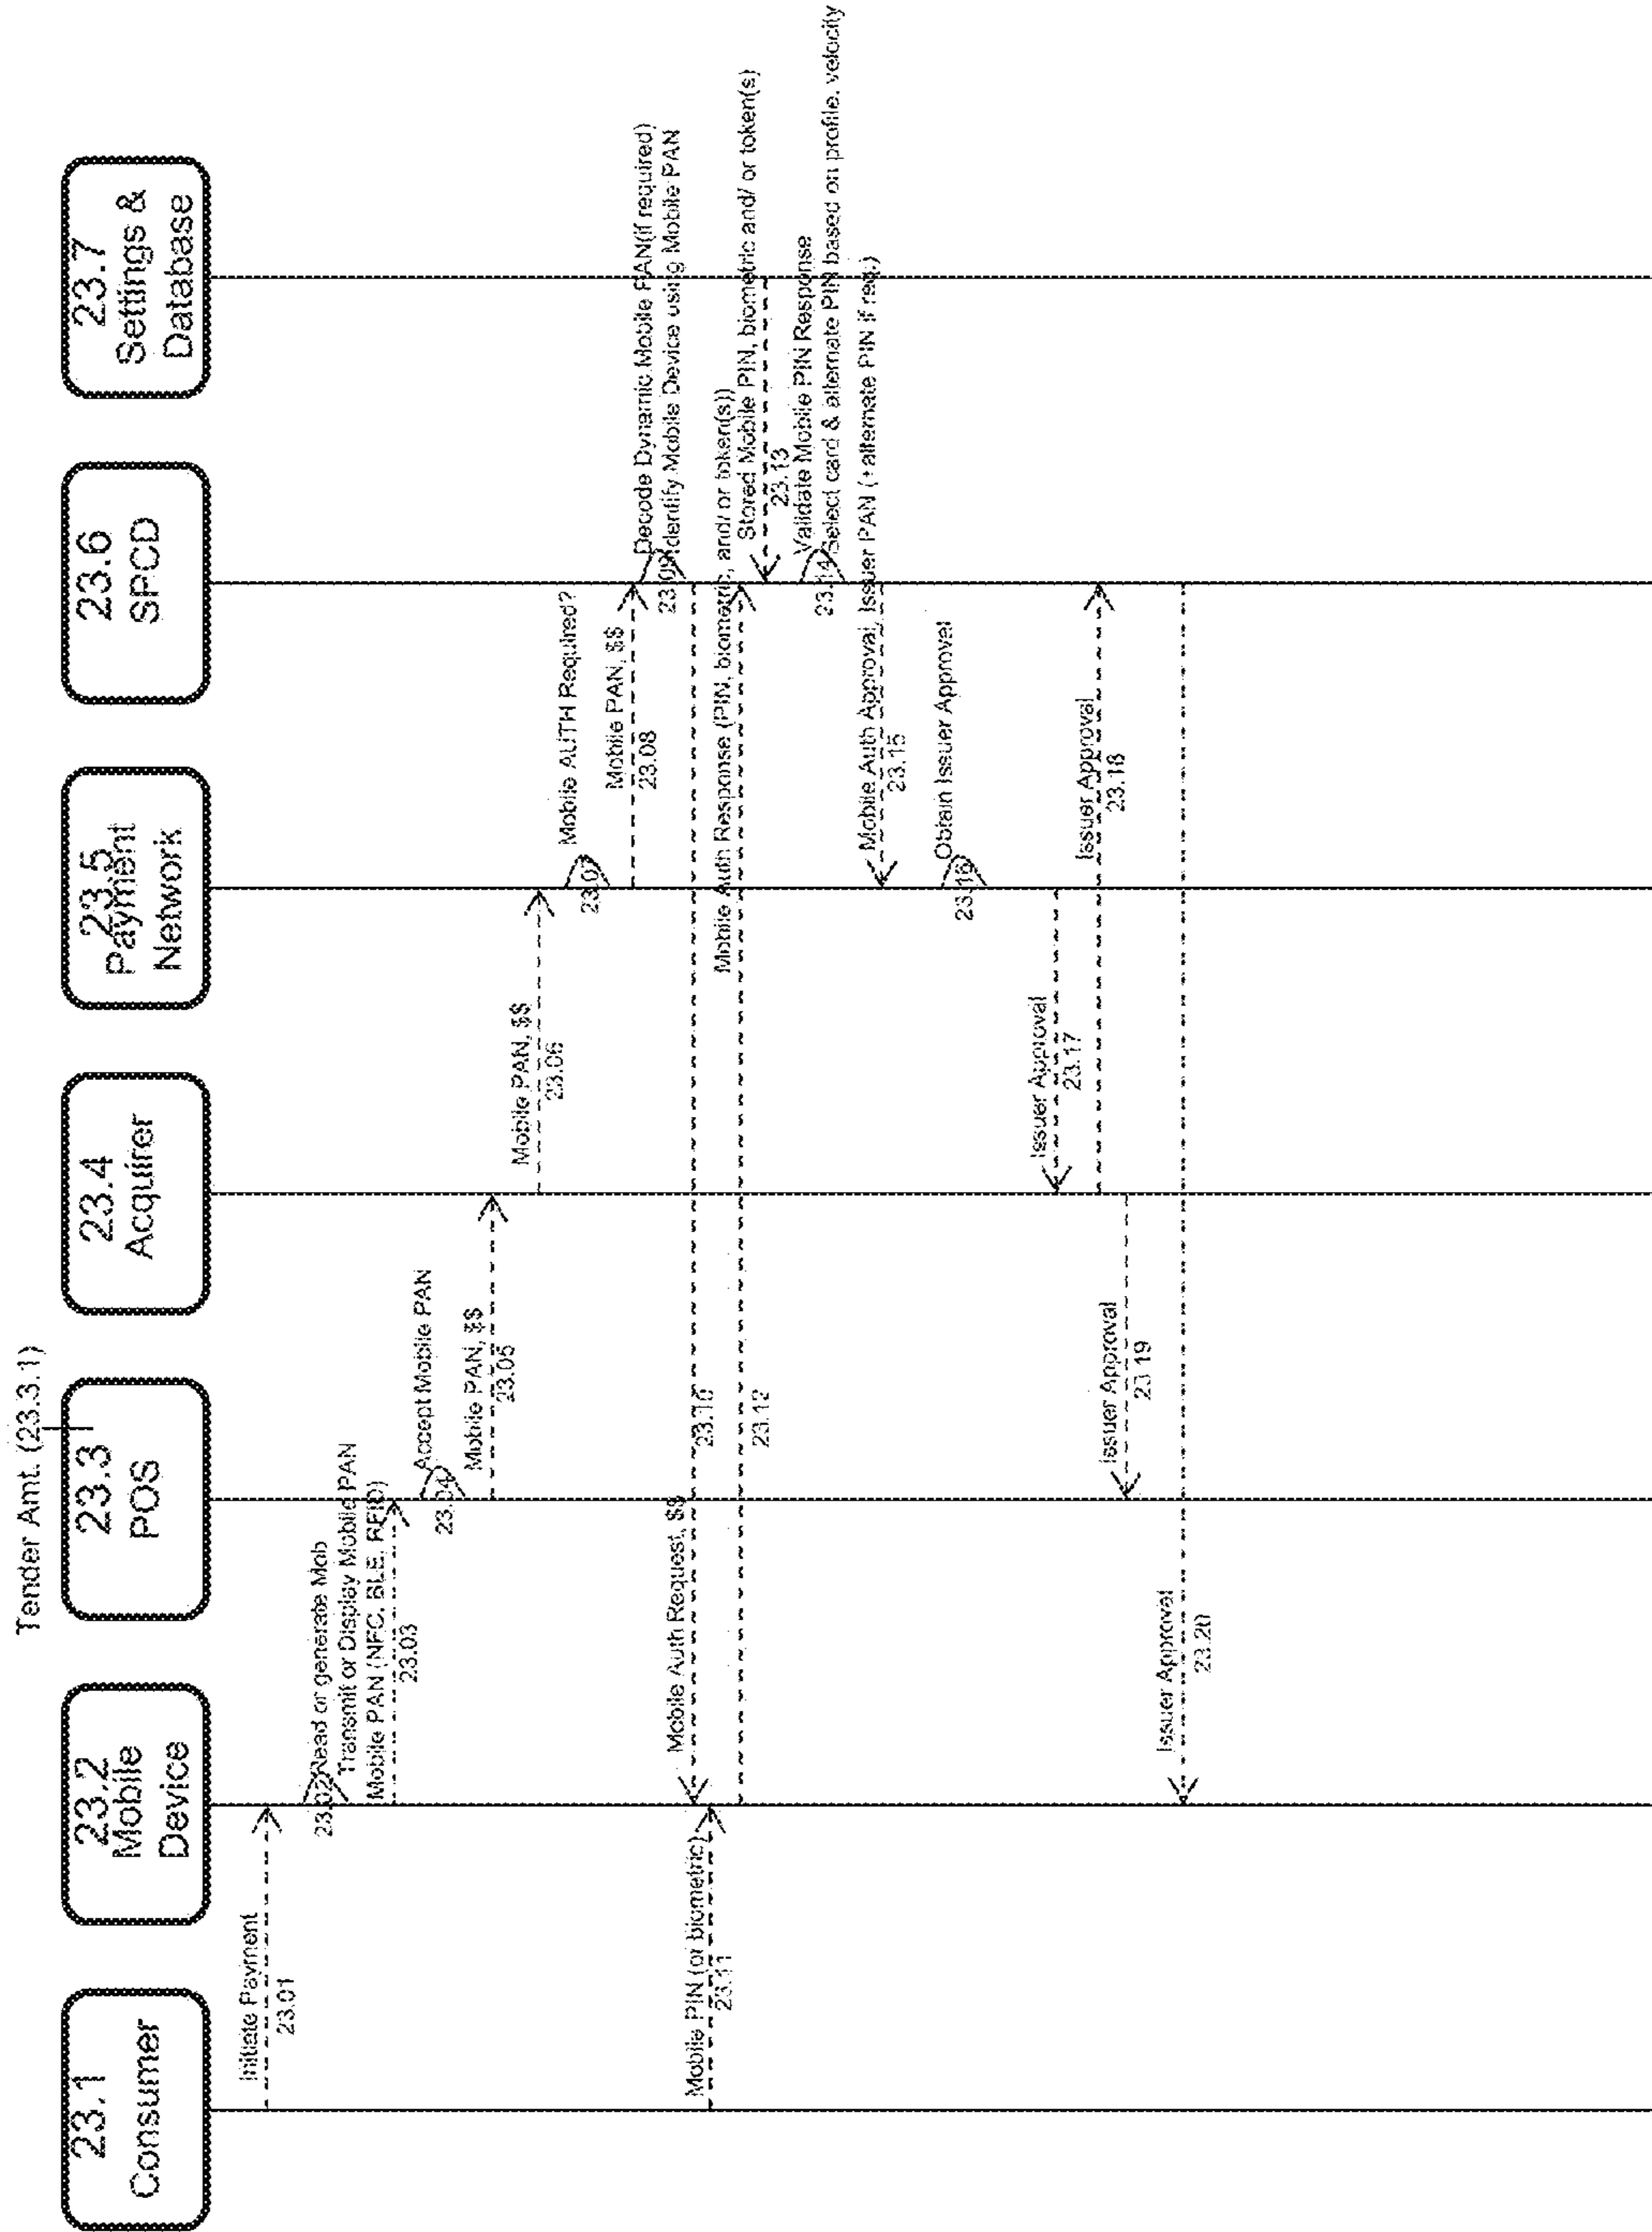 Tender Amt. (23.3.1)
23.1
Consumer
23.2
Mobile
Device
23.3
POS
23.4
Acquirer
23.5
Payment
Network
23.6
SPCD
23.7
Settings &
Database
Initiate Payment
23.01
Read or generate Mob
23.02
Transmit or Display Mobile PAN
Mobile PAN (NFC, BLE, RFID)
23.03
Accept Mobile PAN
23.04
Mobile PAN, $$
23.05
Mobile PAN, $$
23.06
Mobile AUTH Required?
23.07
Mobile PAN, $$
23.08
Decode Dynamic Mobile PAN(if required)
23.09
Identify Mobile Device using Mobile PAN
Mobile Auth Request, $$
23.10
Mobile PIN (or biometric)
23.11
Mobile Auth Response (PIN, biometric, and/ or token(s))
23.12
Stored Mobile PIN, biometric and/ or token(s)
23.13
Validate Mobile PIN Response
23.14
Select card & alternate PIN based on profile, velocity
Mobile Auth Approval, Issuer PAN (+alternate PIN if req.)
23.15
Obtain Issuer Approval
23.16
Issuer Approval
23.17
Issuer Approval
23.18
Issuer Approval
23.19
Issuer Approval
23.20